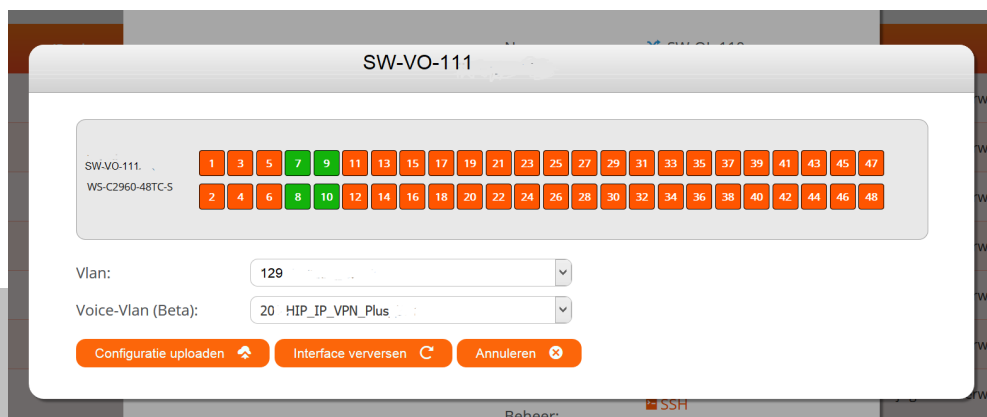 SW-VO-111
SW-VO-111.
WS-C2960-48TC-S
1 3 5 7 9 11 13 15 17 19 21 23 25 27 29 31 33 35 37 39 41 43 45 47
2 4 6 8 10 12 14 16 18 20 22 24 26 28 30 32 34 36 38 40 42 44 46 48
Vlan:
129
Voice-Vlan (Beta):
20 HIP_IP_VPN_Plus
Configuratie uploaden
Interface verversen
Annuleren
SSH
Beheer: